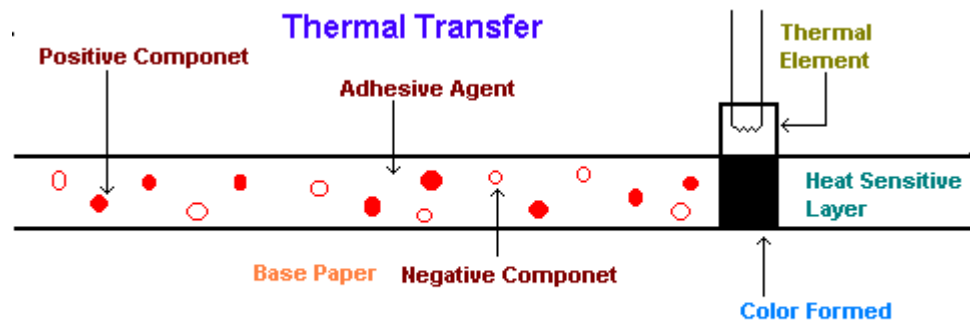 Thermal Transfer
Positive Componet
Adhesive Agent
Thermal
Element
Heat Sensitive
Layer
Base Paper
Negative Componet
Color Formed